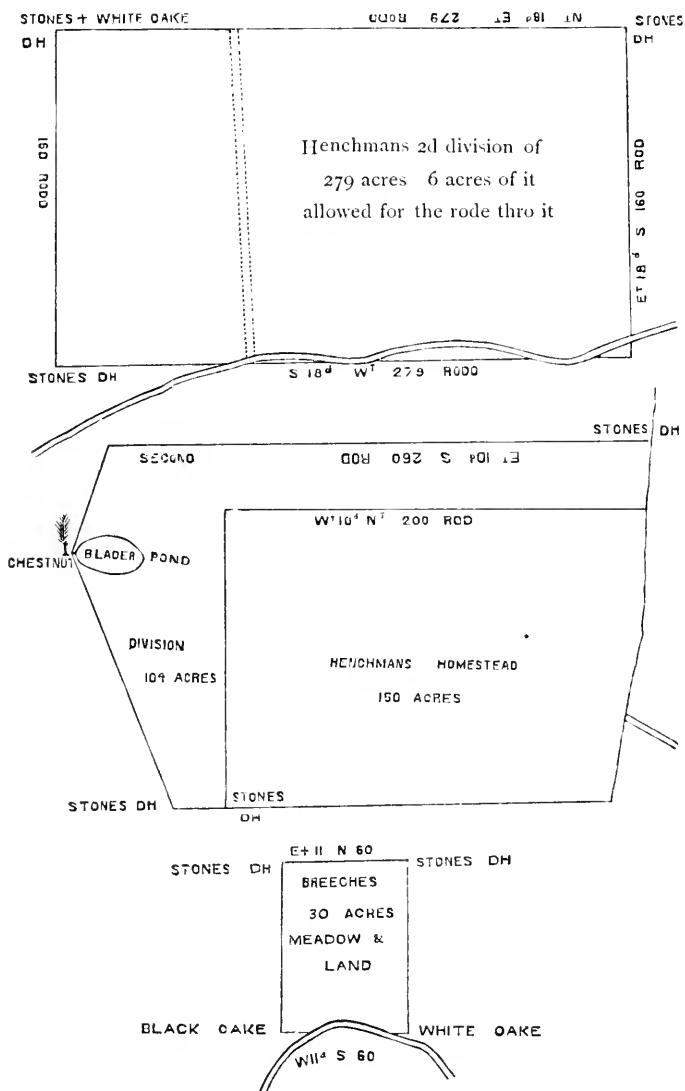 STONES + WHITE OAKE
NT 18d ET 279 RODD
STONES
DH
DH
160 RODD
Henchmans 2d division of
279 acres 6 acres of it
allowed for the rode thro it
ET 18d S 160 ROD
STONES DH
S 18d WT 279 RODD
STONES DH
SECOND
ET 10d S 260 ROD
WT 10d NT 200 ROD
CHESTNUT
BLADER POND
DIVISION
104 ACRES
HENCHMANS HOMESTEAD
150 ACRES
STONES DH
STONES
DH
E+ 11 N 60
STONES DH
STONES DH
BREECHES
30 ACRES
MEADOW &
LAND
BLACK OAKE
WHITE OAKE
W11d S 60